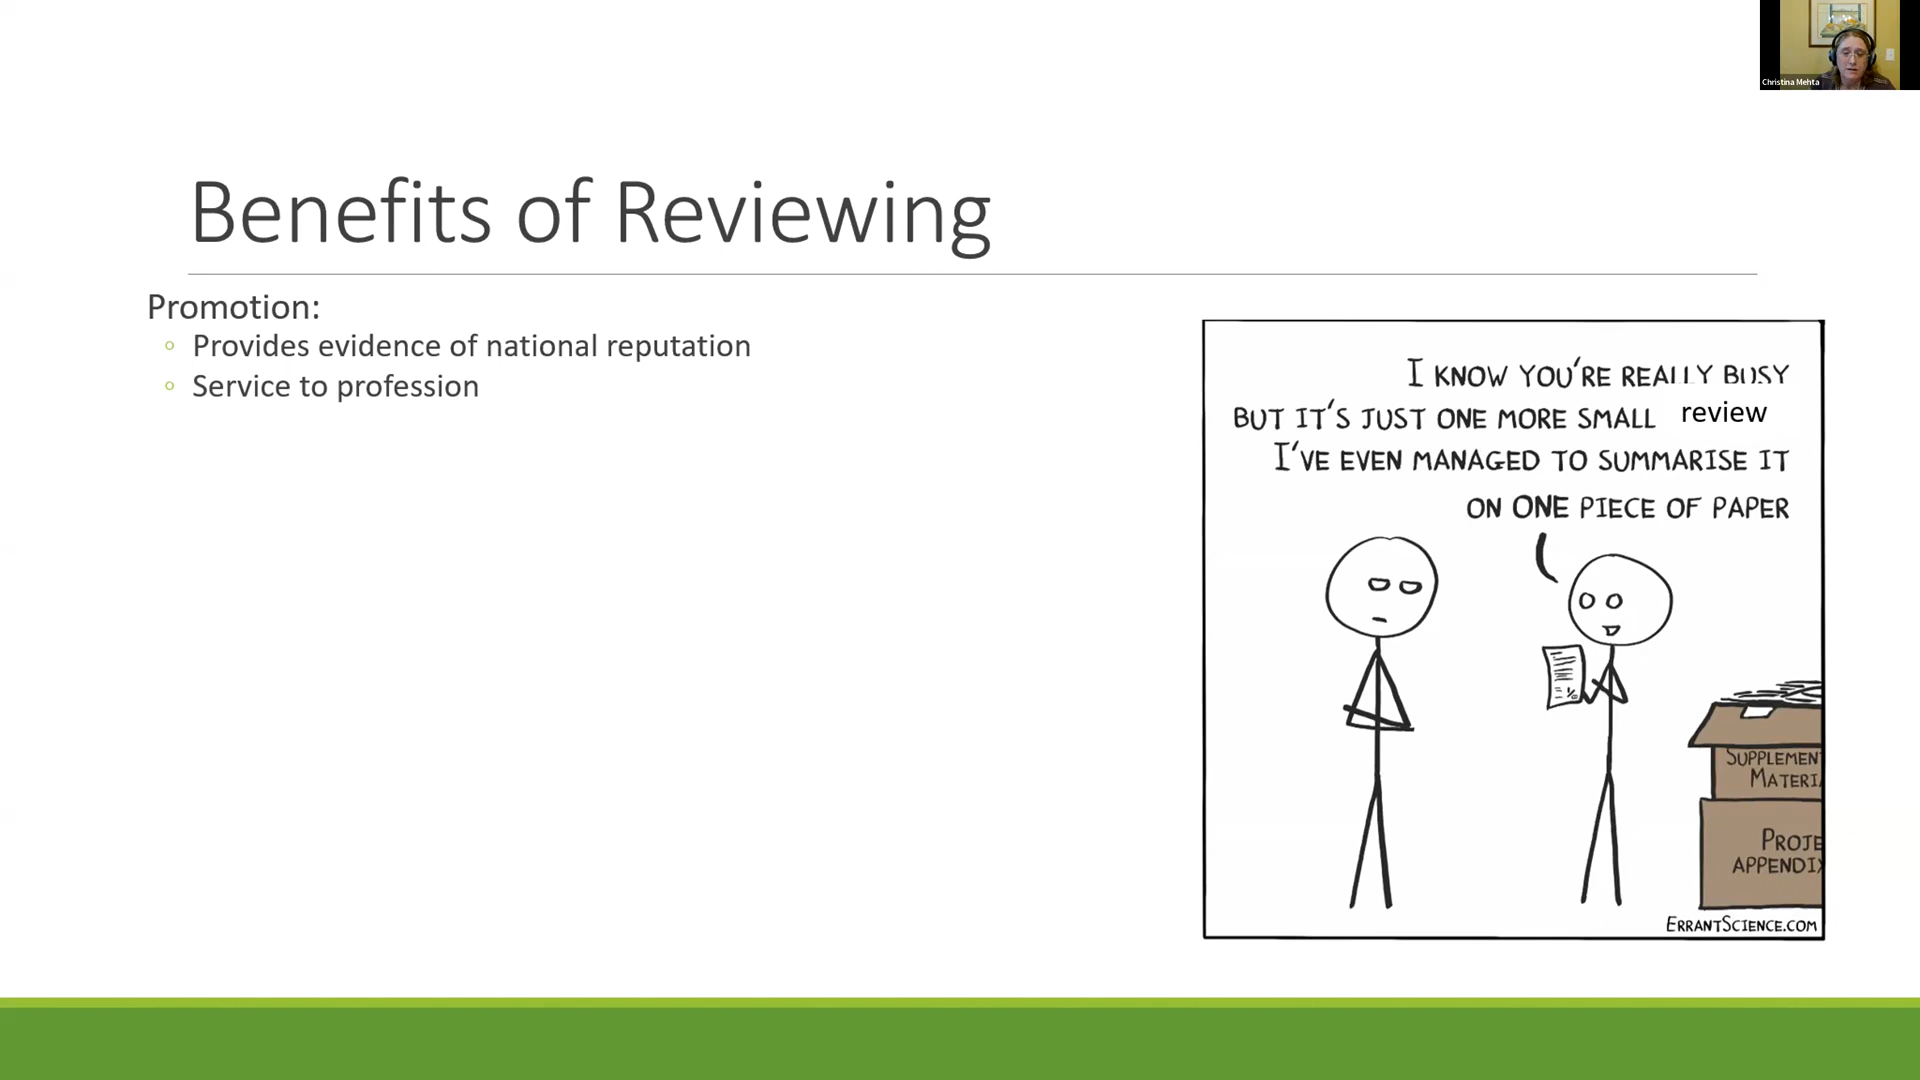 Christina Mehta
Benefits of Reviewing
Promotion:
Provides evidence of national reputation
Service to profession
I KNOW YOU'RE REALLY BUSY
BUT IT'S JUST ONE MORE SMALL review
I'VE EVEN MANAGED TO SUMMARISE IT
ON ONE PIECE OF PAPER
SUPPLEMENT
MATERI
PROJE
APPENDIX
ERRANTSCIENCE.COM